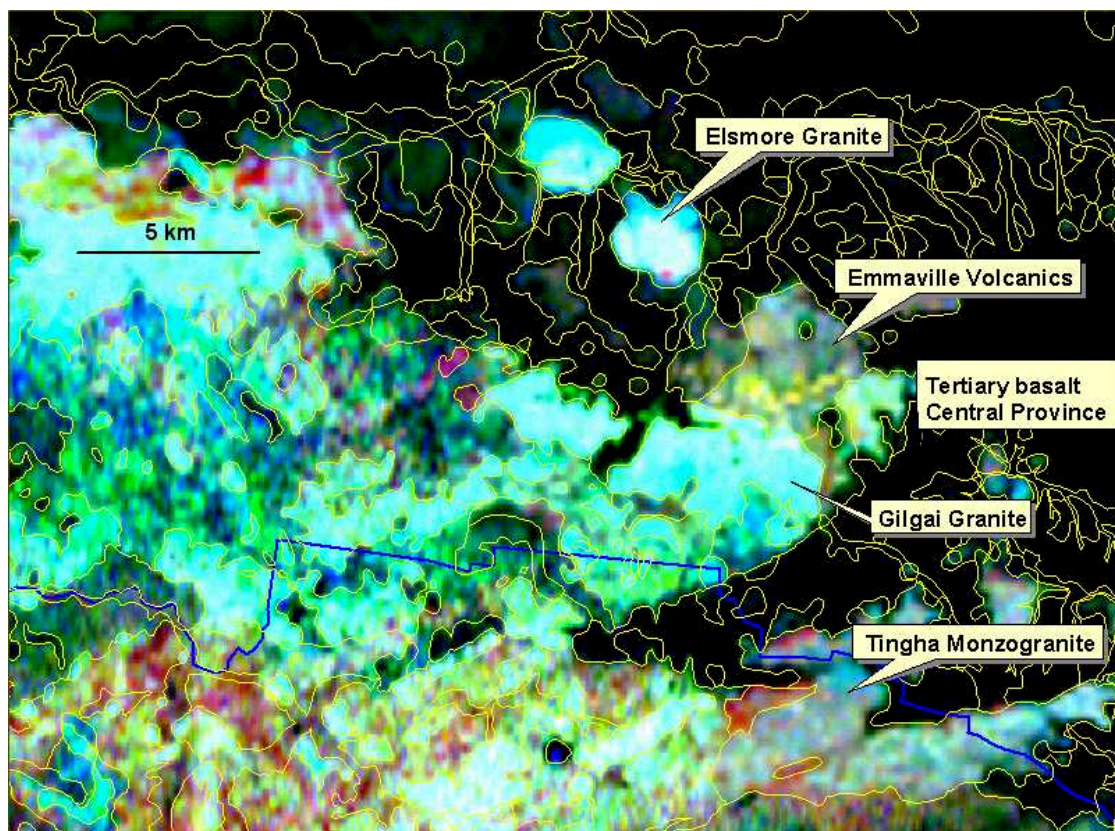 Elsmore Granite
5 km
Emmaville Volcanics
Tertiary basalt
Central Province
Gilgai Granite
Tingha Monzogranite